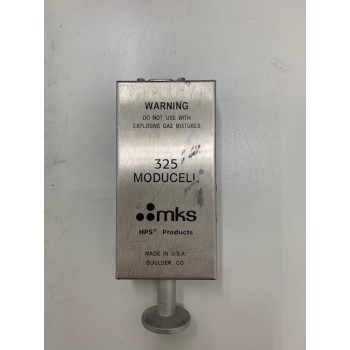 WARNING
DO NOT USE WITH
EXPLOSIVE GAS MIXTURES
325
MODUCELL
mks
HPS® Products
MADE IN U.S.A.
BOULDER, CO.